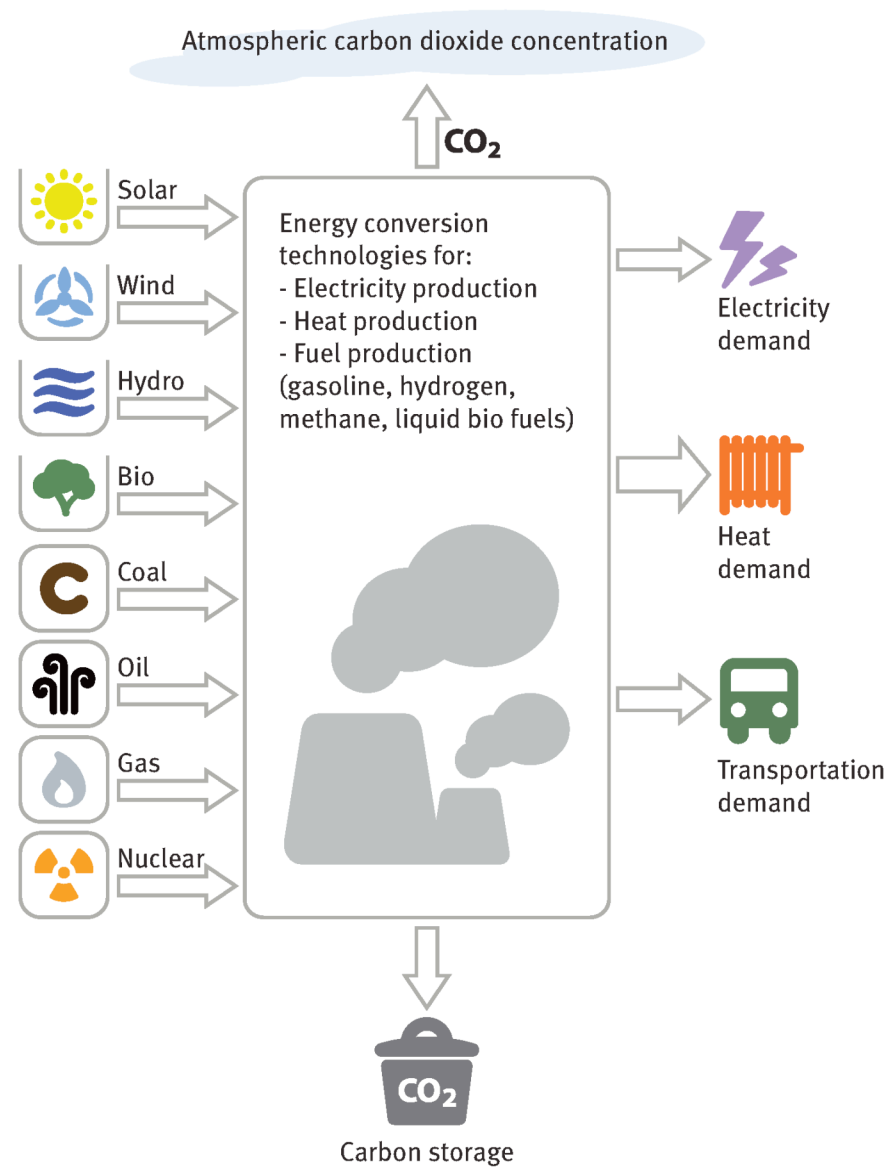 Atmospheric carbon dioxide concentration
CO₂
Solar
Wind
Hydro
Bio
Coal
Oil
Gas
Nuclear
Energy conversion
technologies for:
- Electricity production
- Heat production
- Fuel production
(gasoline, hydrogen,
methane, liquid bio fuels)
Electricity
demand
Heat
demand
Transportation
demand
CO₂
Carbon storage